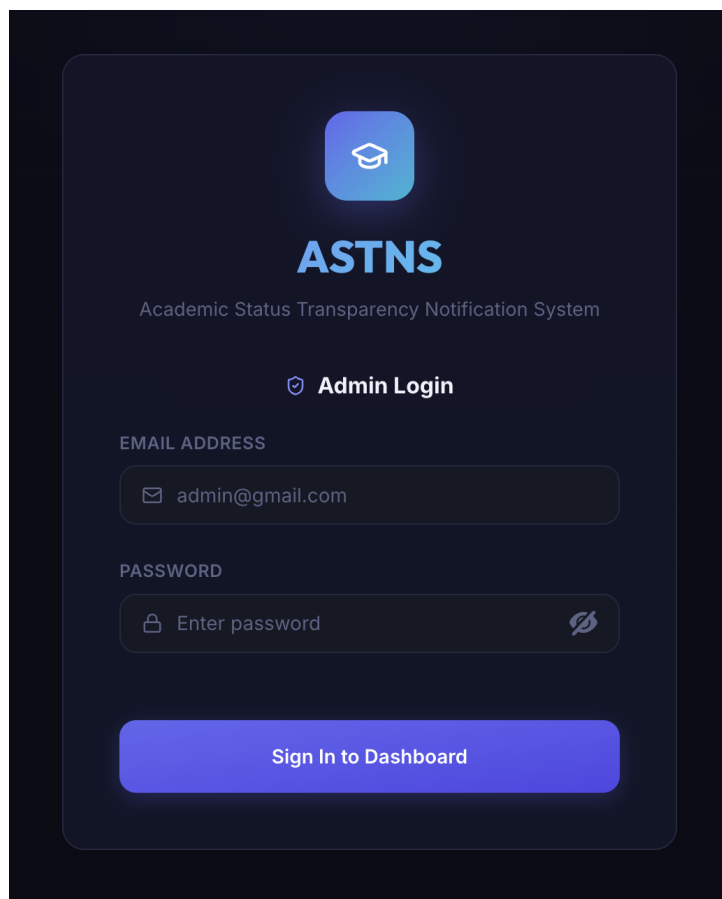 ASTNS
Academic Status Transparency Notification System
Admin Login
EMAIL ADDRESS
admin@gmail.com
PASSWORD
Enter password
Sign In to Dashboard